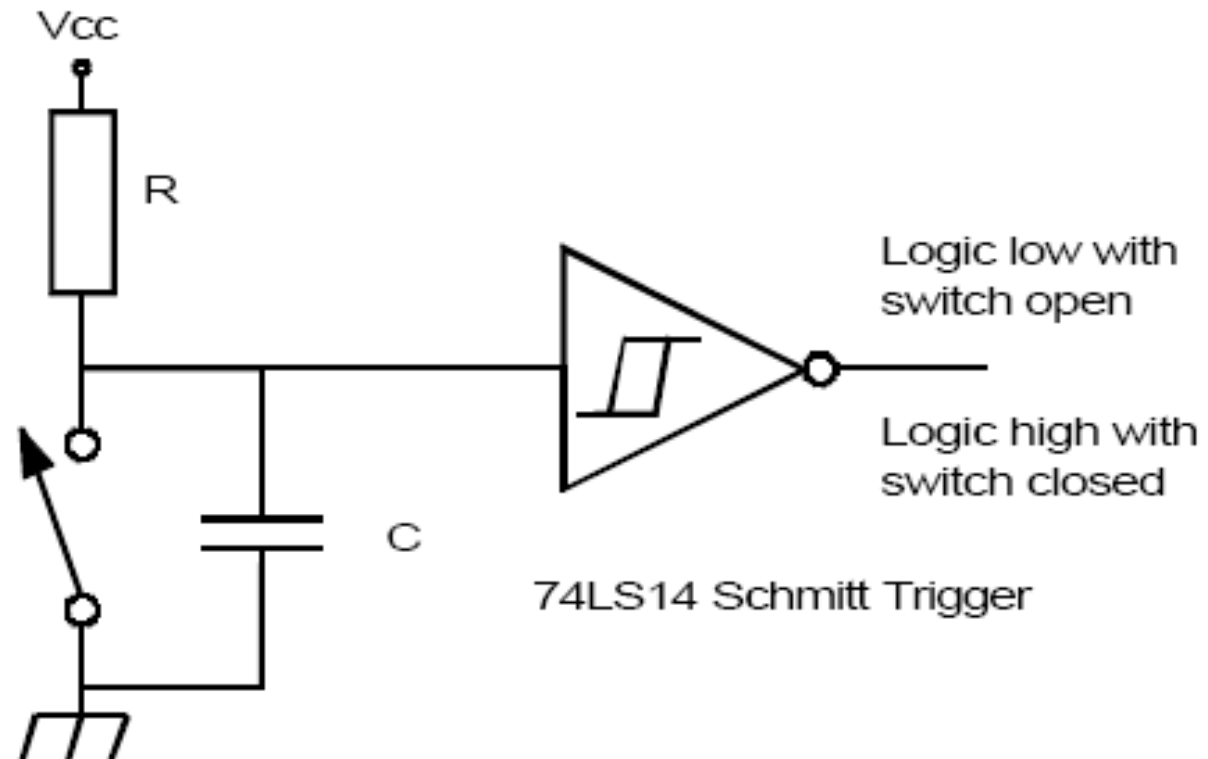 Vcc
R
Logic low with
switch open
Logic high with
switch closed
C
74LS14 Schmitt Trigger